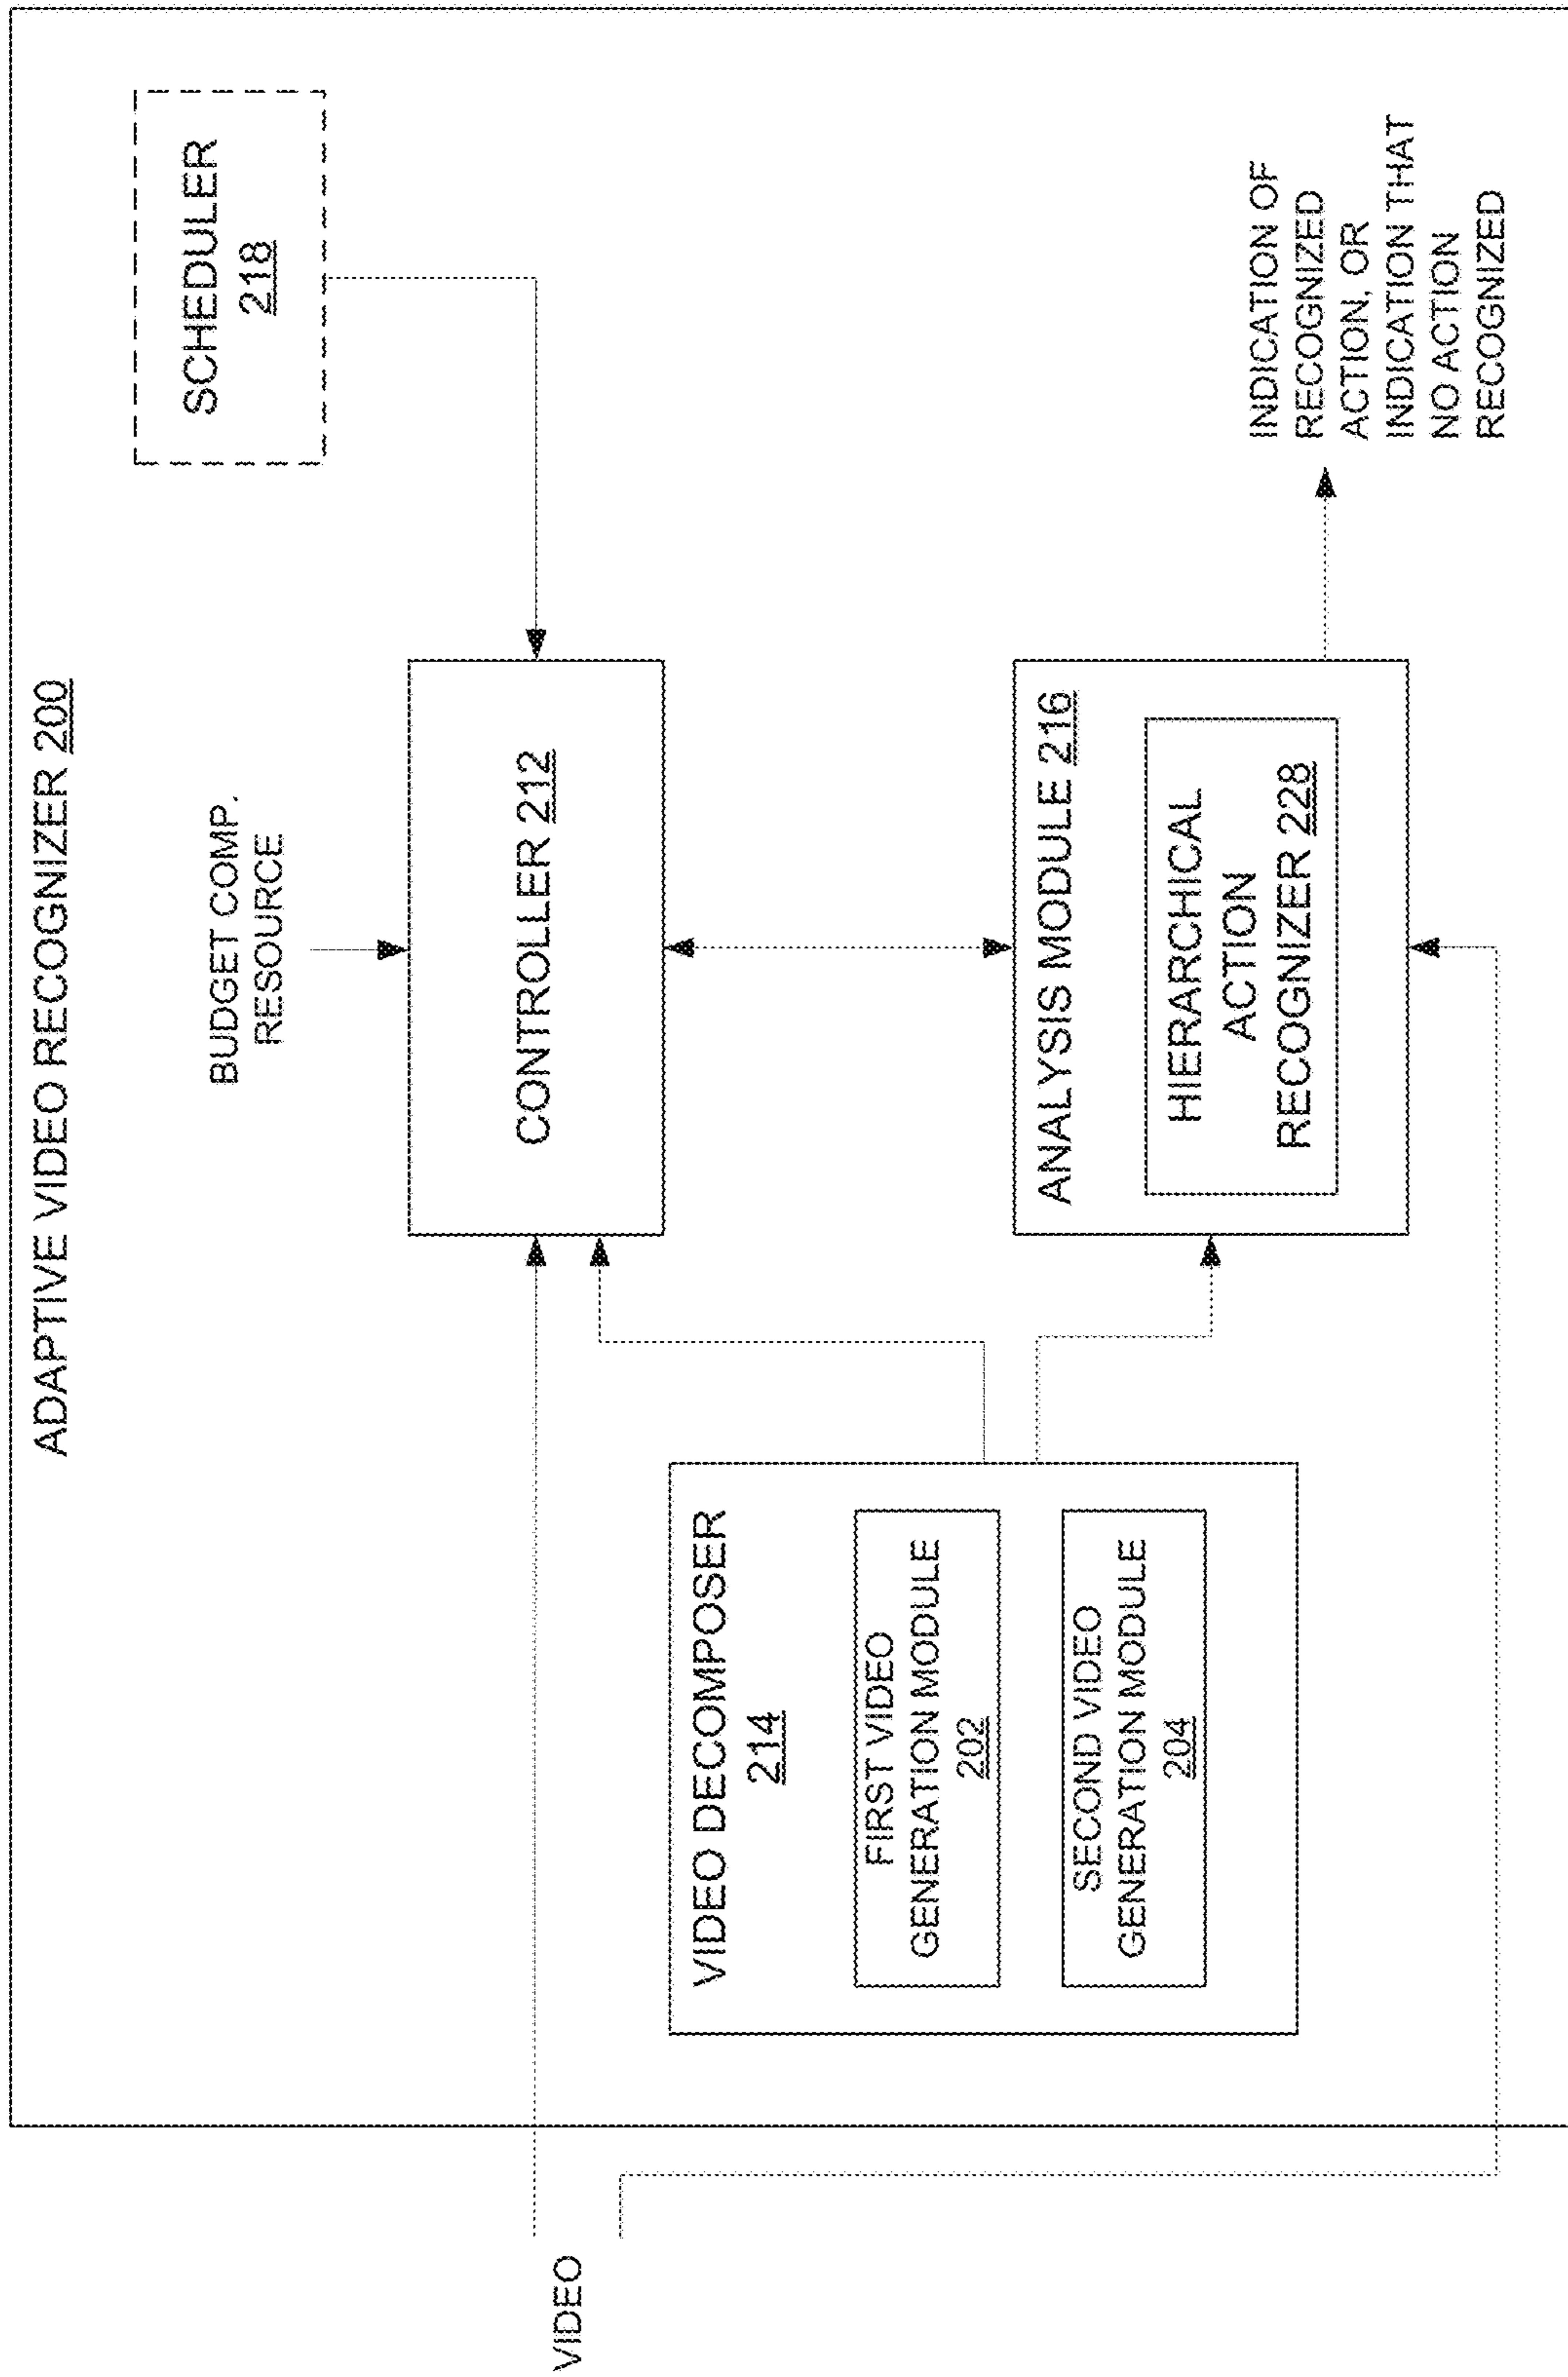 ADAPTIVE VIDEO RECOGNIZER 200
SCHEDULER
218
BUDGET COMP.
RESOURCE
CONTROLLER 212
VIDEO
VIDEO DECOMPOSER
214
FIRST VIDEO
GENERATION MODULE
202
SECOND VIDEO
GENERATION MODULE
204
ANALYSIS MODULE 216
HIERARCHICAL
ACTION
RECOGNIZER 228
INDICATION OF
RECOGNIZED
ACTION, OR
INDICATION THAT
NO ACTION
RECOGNIZED